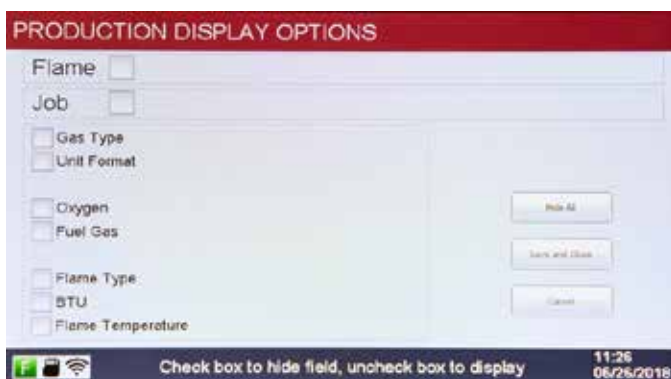 PRODUCTION DISPLAY OPTIONS
Flame
Job
Gas Type
Unit Format
Oxygen
Fuel Gas
Hide All
Save and Close
Flame Type
Cancel
BTU
Flame Temperature
F
Check box to hide field, uncheck box to display
11:26
06/26/2018